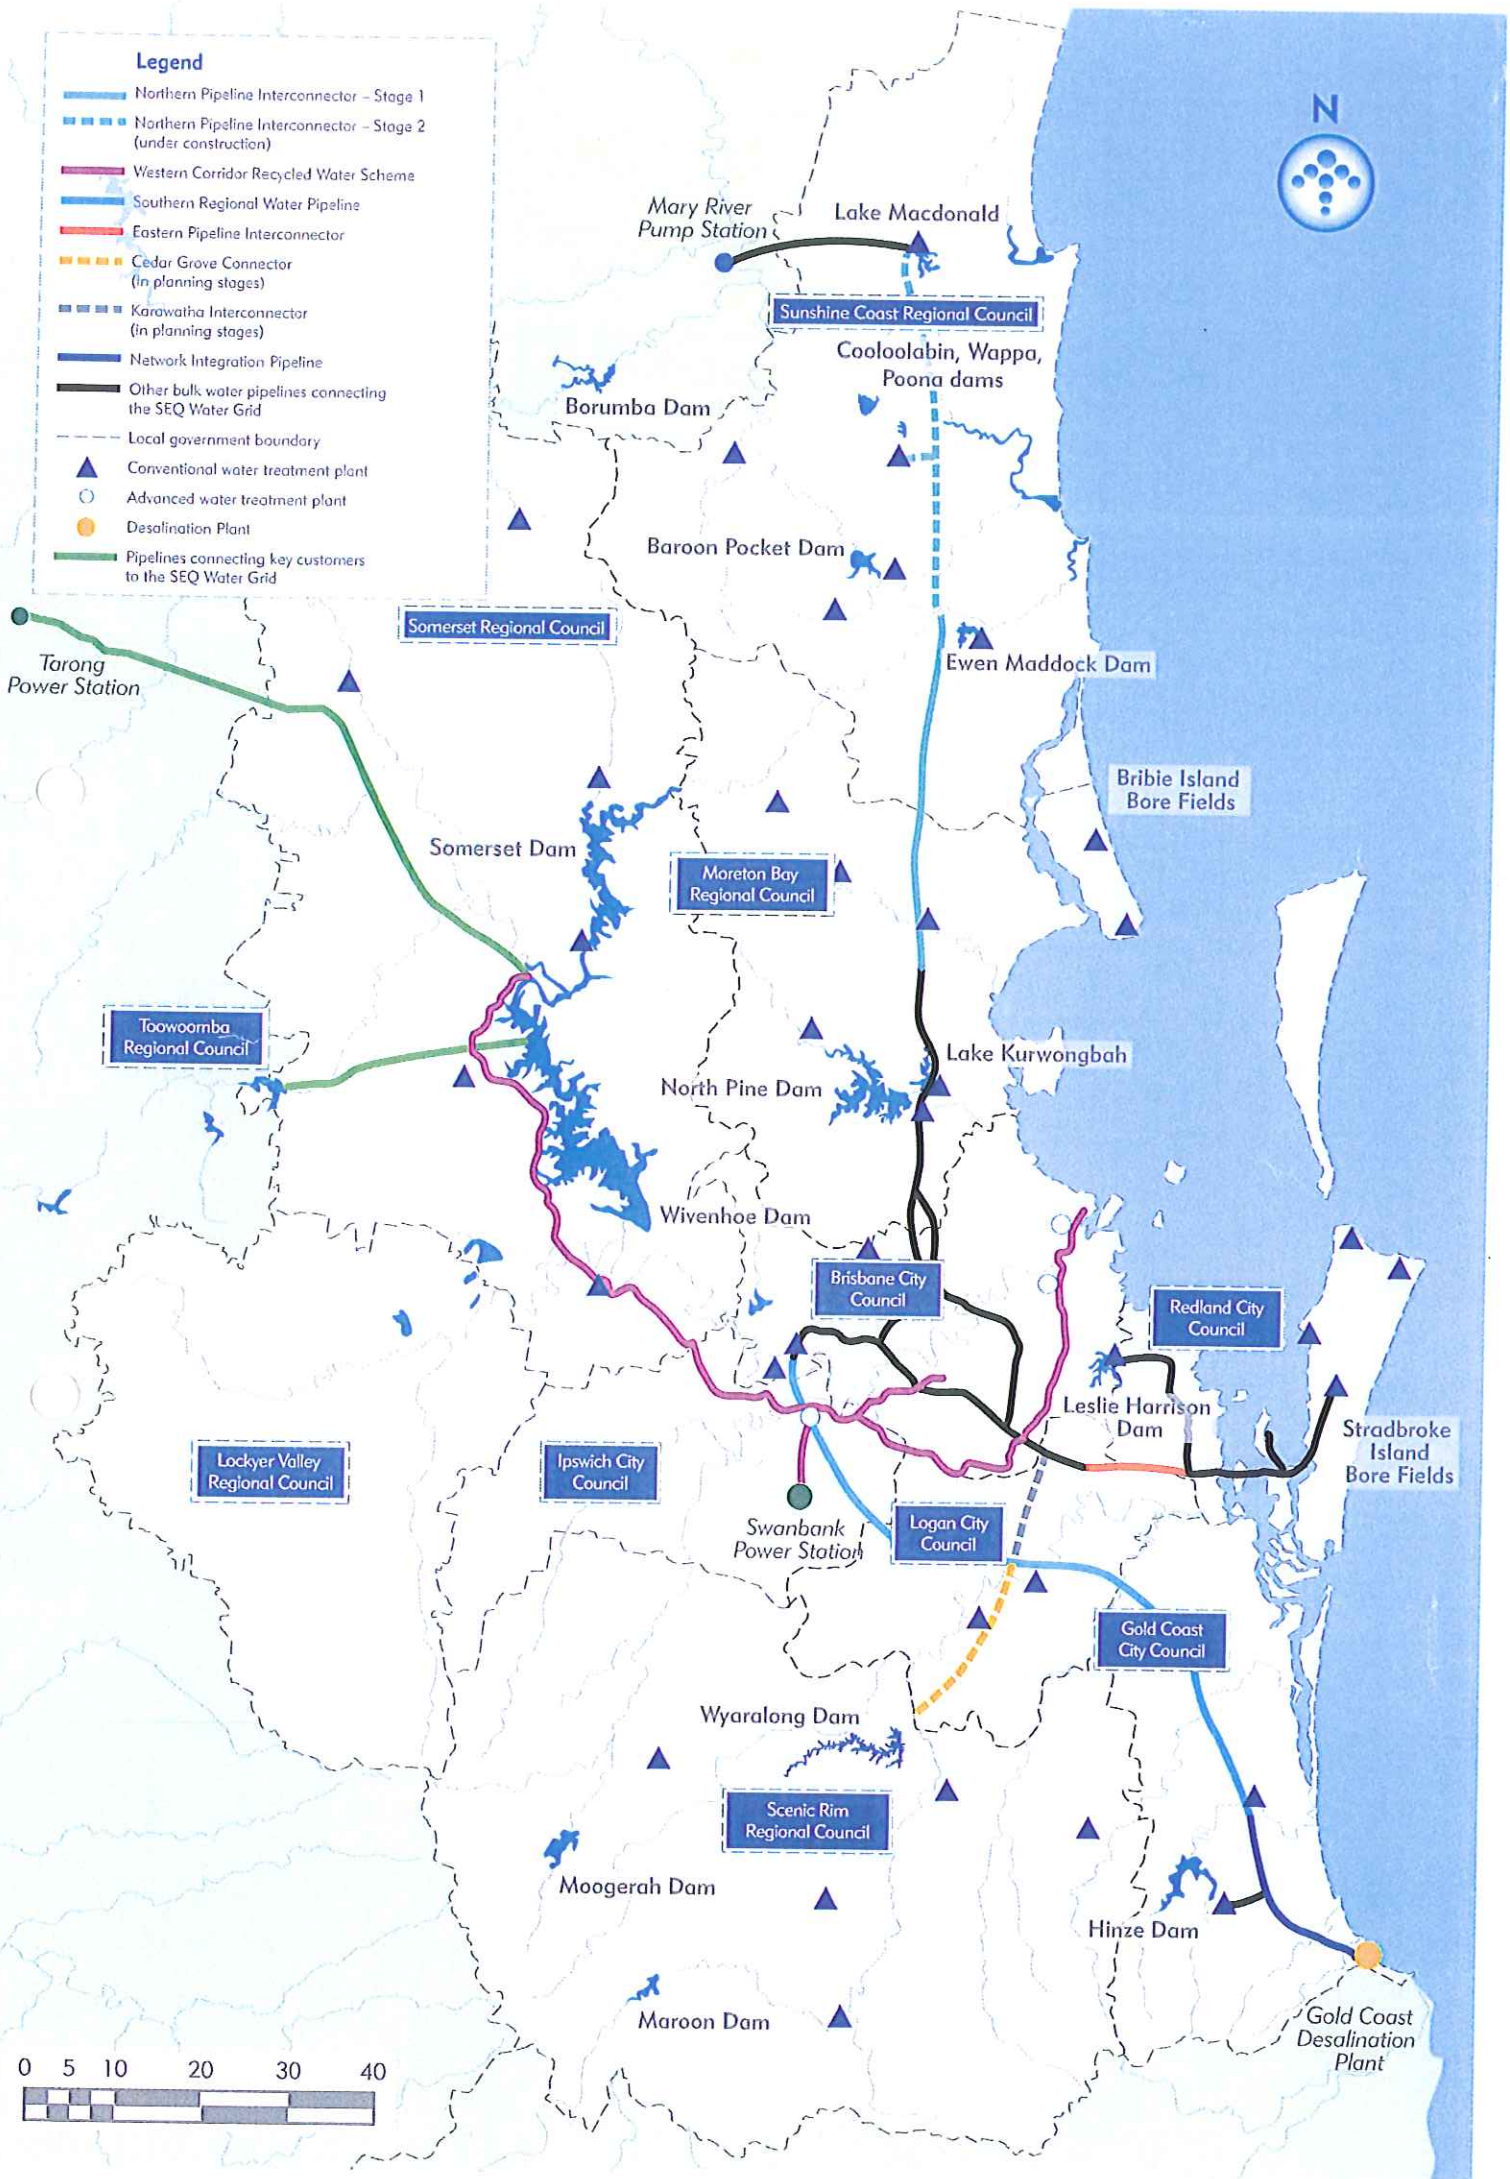 Legend
Northern Pipeline Interconnector – Stage 1
Northern Pipeline Interconnector – Stage 2
(under construction)
Western Corridor Recycled Water Scheme
Southern Regional Water Pipeline
Eastern Pipeline Interconnector
Cedar Grove Connector
(in planning stages)
Karawatha Interconnector
(in planning stages)
Network Integration Pipeline
Other bulk water pipelines connecting
the SEQ Water Grid
Local government boundary
Conventional water treatment plant
Advanced water treatment plant
Desalination Plant
Pipelines connecting key customers
to the SEQ Water Grid
N
Mary River
Pump Station
Lake Macdonald
Sunshine Coast Regional Council
Cooloolabin, Wappa,
Poona dams
Borumba Dam
Baroon Pocket Dam
Somerset Regional Council
Ewen Maddock Dam
Tarong
Power Station
Bribie Island
Bore Fields
Somerset Dam
Moreton Bay
Regional Council
Toowoomba
Regional Council
Lake Kurwongbah
North Pine Dam
Wivenhoe Dam
Brisbane City
Council
Redland City
Council
Leslie Harrison
Dam
Stradbroke
Island
Bore Fields
Lockyer Valley
Regional Council
Ipswich City
Council
Swanbank
Power Station
Logan City
Council
Gold Coast
City Council
Wyaralong Dam
Scenic Rim
Regional Council
Moogerah Dam
Hinze Dam
Maroon Dam
Gold Coast
Desalination
Plant
0 5 10 20 30 40